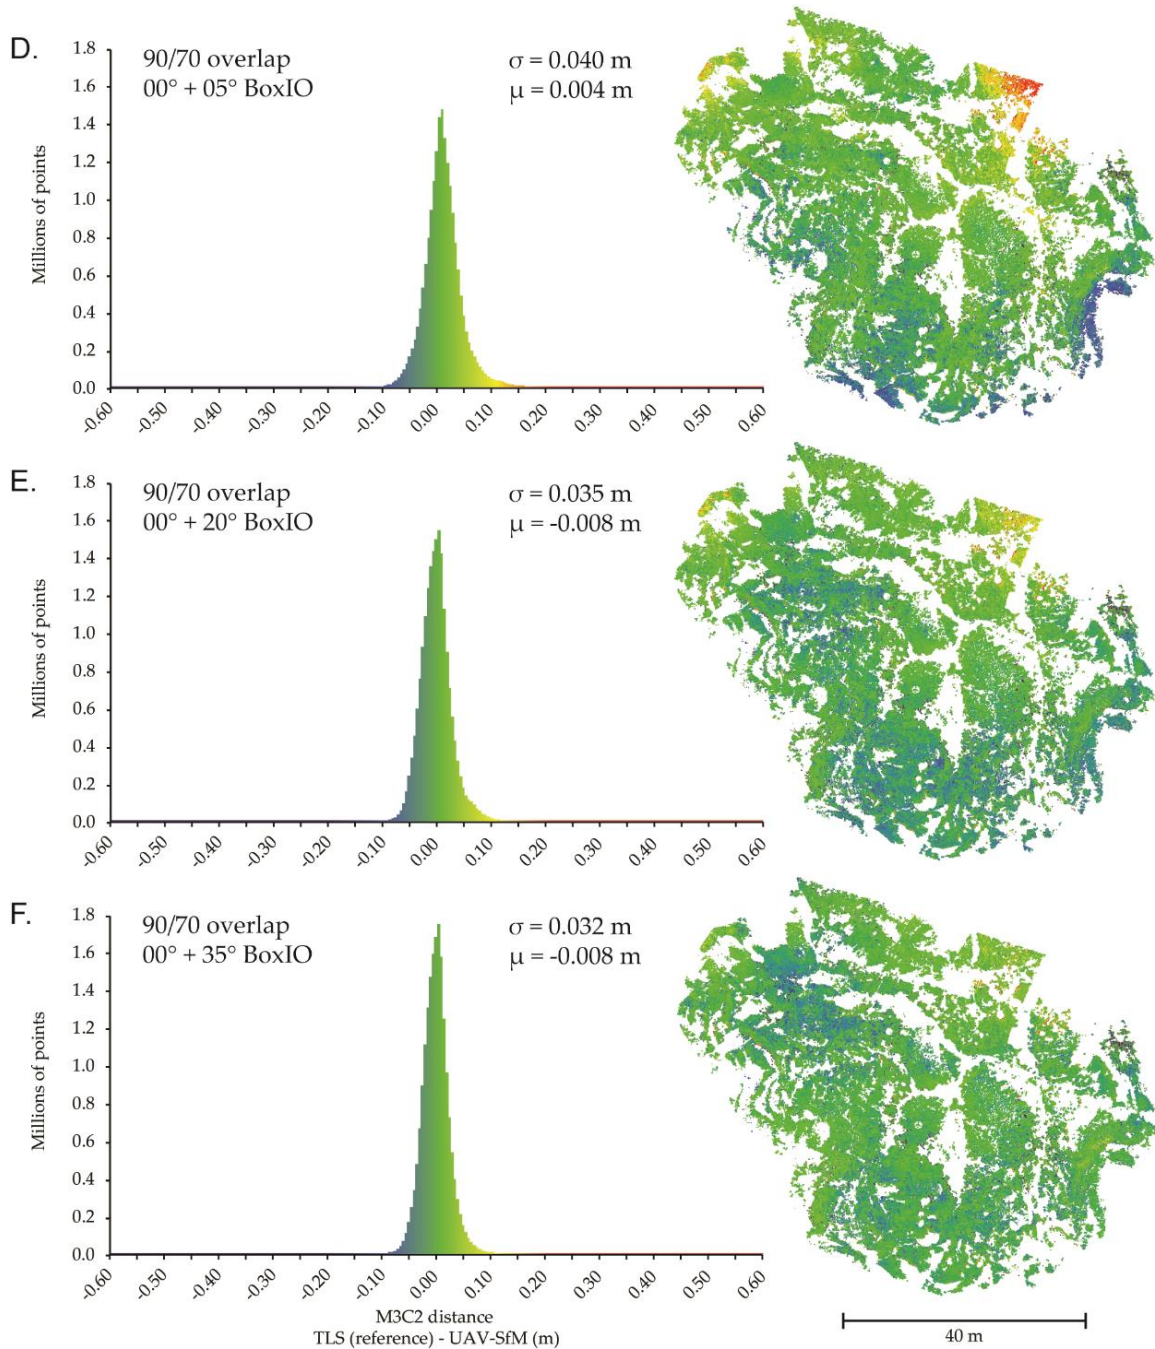 D.
90/70 overlap
00° + 05° BoxIO
σ = 0.040 m
µ = 0.004 m
Millions of points
1.8
1.6
1.4
1.2
1.0
0.8
0.6
0.4
0.2
0.0
-0.60 -0.50 -0.40 -0.30 -0.20 -0.10 0.00 0.10 0.20 0.30 0.40 0.50 0.60
E.
90/70 overlap
00° + 20° BoxIO
σ = 0.035 m
µ = -0.008 m
Millions of points
1.8
1.6
1.4
1.2
1.0
0.8
0.6
0.4
0.2
0.0
-0.60 -0.50 -0.40 -0.30 -0.20 -0.10 0.00 0.10 0.20 0.30 0.40 0.50 0.60
F.
90/70 overlap
00° + 35° BoxIO
σ = 0.032 m
µ = -0.008 m
Millions of points
1.8
1.6
1.4
1.2
1.0
0.8
0.6
0.4
0.2
0.0
-0.60 -0.50 -0.40 -0.30 -0.20 -0.10 0.00 0.10 0.20 0.30 0.40 0.50 0.60
M3C2 distance
TLS (reference) - UAV-SfM (m)
40 m